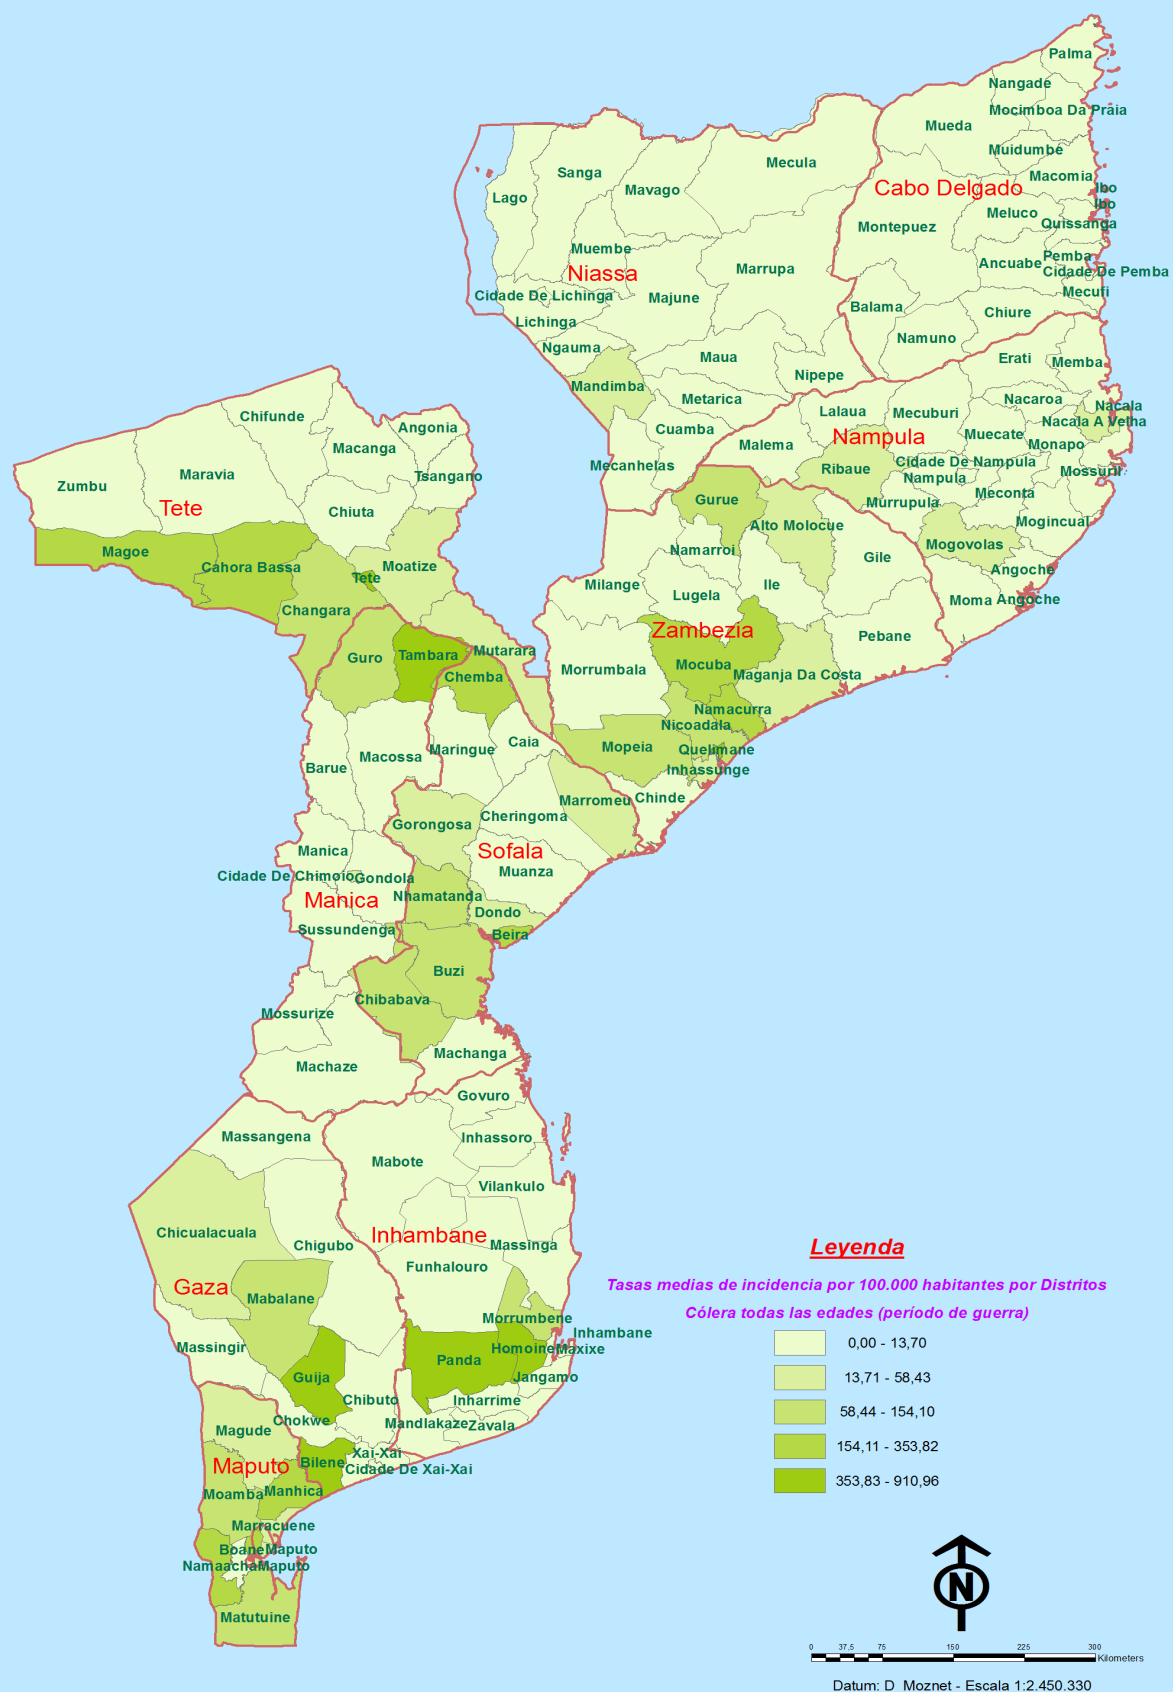 Palma
Nangade
Mocimboa Da Praia
Mueda
Muidumbe
Mecula
Sanga
Macomia
Mavago
Cabo Delgado
Ibo
Lago
Ibo
Meluco
Quissanga
Montepuez
Muembe
Pemba
Ancuabe
Marrupa
Cidade De Pemba
Niassa
Mecufi
Cidade De Lichinga
Majune
Balama
Chiure
Lichinga
Namuno
Ngauma
Maua
Erati
Memba
Nipepe
Mandimba
Metarica
Nacaroa
Nacala
Lalaua
Mecuburi
Chifunde
Nacala A Velha
Angonia
Cuamba
Muecate
Nampula
Malema
Monapo
Macanga
Cidade De Nampula
Mecanhelas
Ribaue
Mossuril
Maravia
Tsangano
Nampula
Zumbu
Meconta
Gurue
Murrupula
Tete
Chiuta
Mogincual
Alto Molocue
Mogovolas
Magoe
Namarroi
Gile
Cahora Bassa
Moatize
Angoche
Tete
Milange
Ile
Lugela
Moma
Angoche
Changara
Zambezia
Pebane
Mutarara
Tambara
Guro
Mocuba
Morrumbala
Maganja Da Costa
Chemba
Namacurra
Nicoadala
Caia
Mopeia
Quelimane
Maringue
Macossa
Barue
Inhassunge
Marromeu
Chinde
Cheringoma
Gorongosa
Manica
Sofala
Muanza
Cidade De Chimoio
Gondola
Nhamatanda
Manica
Dondo
Sussundenga
Beira
Buzi
Chibabava
Mossurize
Machanga
Machaze
Govuro
Massangena
Inhassoro
Mabote
Vilankulo
Chicualacuala
Inhambane
Chigubo
Massinga
Leyenda
Funhalouro
Gaza
Tasas medias de incidencia por 100.000 habitantes por Distritos
Mabalane
Cólera todas las edades (período de guerra)
Morrumbene
Inhambane
0,00 - 13,70
Massingir
Homoine
Maxixe
Panda
Guija
Jangamo
13,71 - 58,43
Chibuto
Inharrime
58,44 - 154,10
Chokwe
Mandlakaze
Zavala
Magude
154,11 - 353,82
Xai-Xai
Bilene
Maputo
Cidade De Xai-Xai
353,83 - 910,96
Manhica
Moamba
Marracuene
Boane
Maputo
Namaacha
Maputo
N
Matutuine
0 37,5 75 150 225 300
Kilometers
Datum: D_Moznet - Escala 1:2.450.330